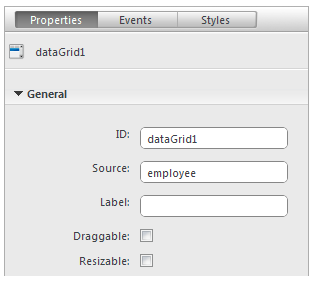 Properties Events Styles
dataGrid1
General
ID: dataGrid1
Source: employee
Label:
Draggable:
Resizable: